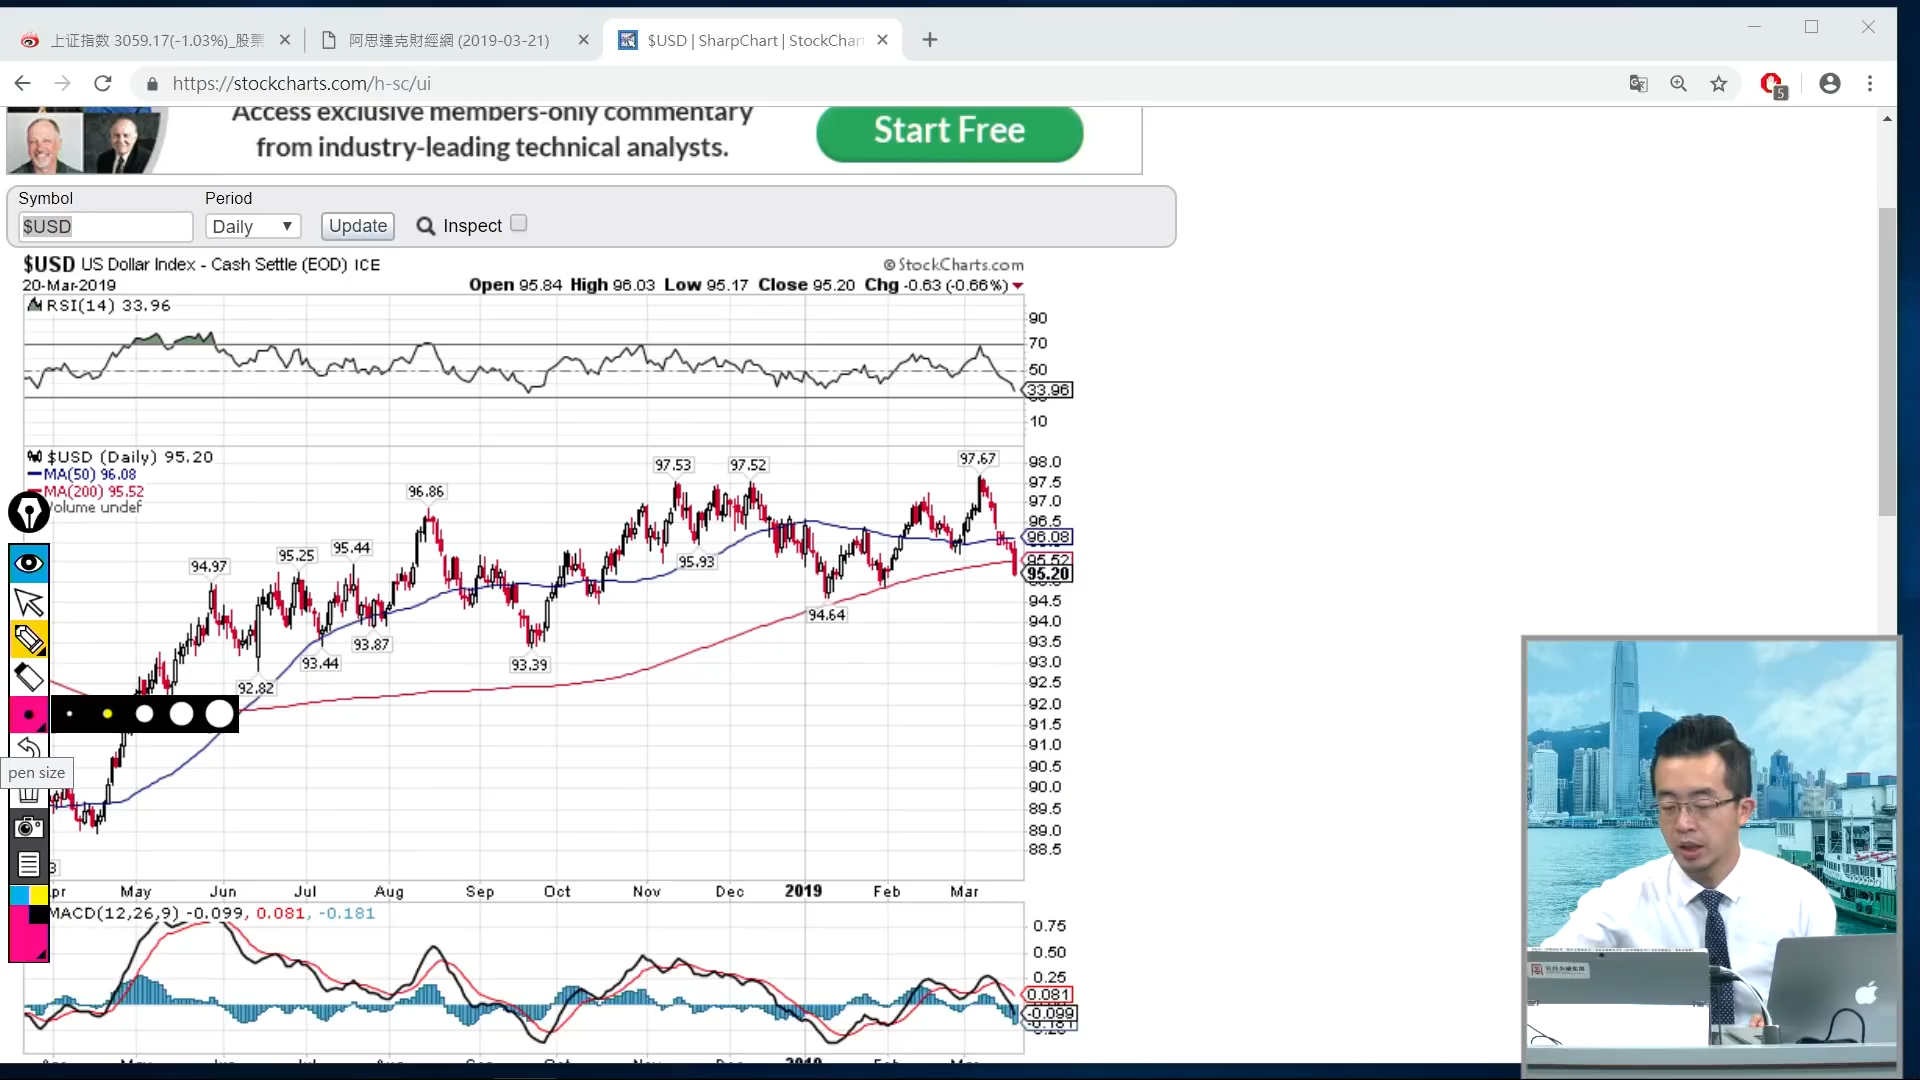 上证指数 3059.17(-1.03%)_股票
阿思達克財經網 (2019-03-21)
$USD | SharpChart | StockChart
https://stockcharts.com/h-sc/ui
5
Access exclusive members-only commentary
from industry-leading technical analysts.
Start Free
Symbol
Period
$USD
Daily
Update
Inspect
$USD US Dollar Index - Cash Settle (EOD) ICE
© StockCharts.com
20-Mar-2019
Open 95.84 High 96.03 Low 95.17 Close 95.20 Chg -0.63 (-0.66%)
RSI(14) 33.96
90
70
50
33.96
10
$USD (Daily) 95.20
MA(50) 96.08
MA(200) 95.52
Volume undef
97.67
97.53
97.52
96.86
95.44
95.25
94.97
95.93
94.64
93.87
93.44
93.39
92.82
98.0
97.5
97.0
96.5
96.08
95.52
95.20
94.5
94.0
93.5
93.0
92.5
92.0
91.5
91.0
90.5
90.0
89.5
89.0
88.5
pen size
pr May Jun Jul Aug Sep Oct Nov Dec 2019 Feb Mar
MACD(12,26,9) -0.099, 0.081, -0.181
0.75
0.50
0.25
0.081
-0.099
-0.181